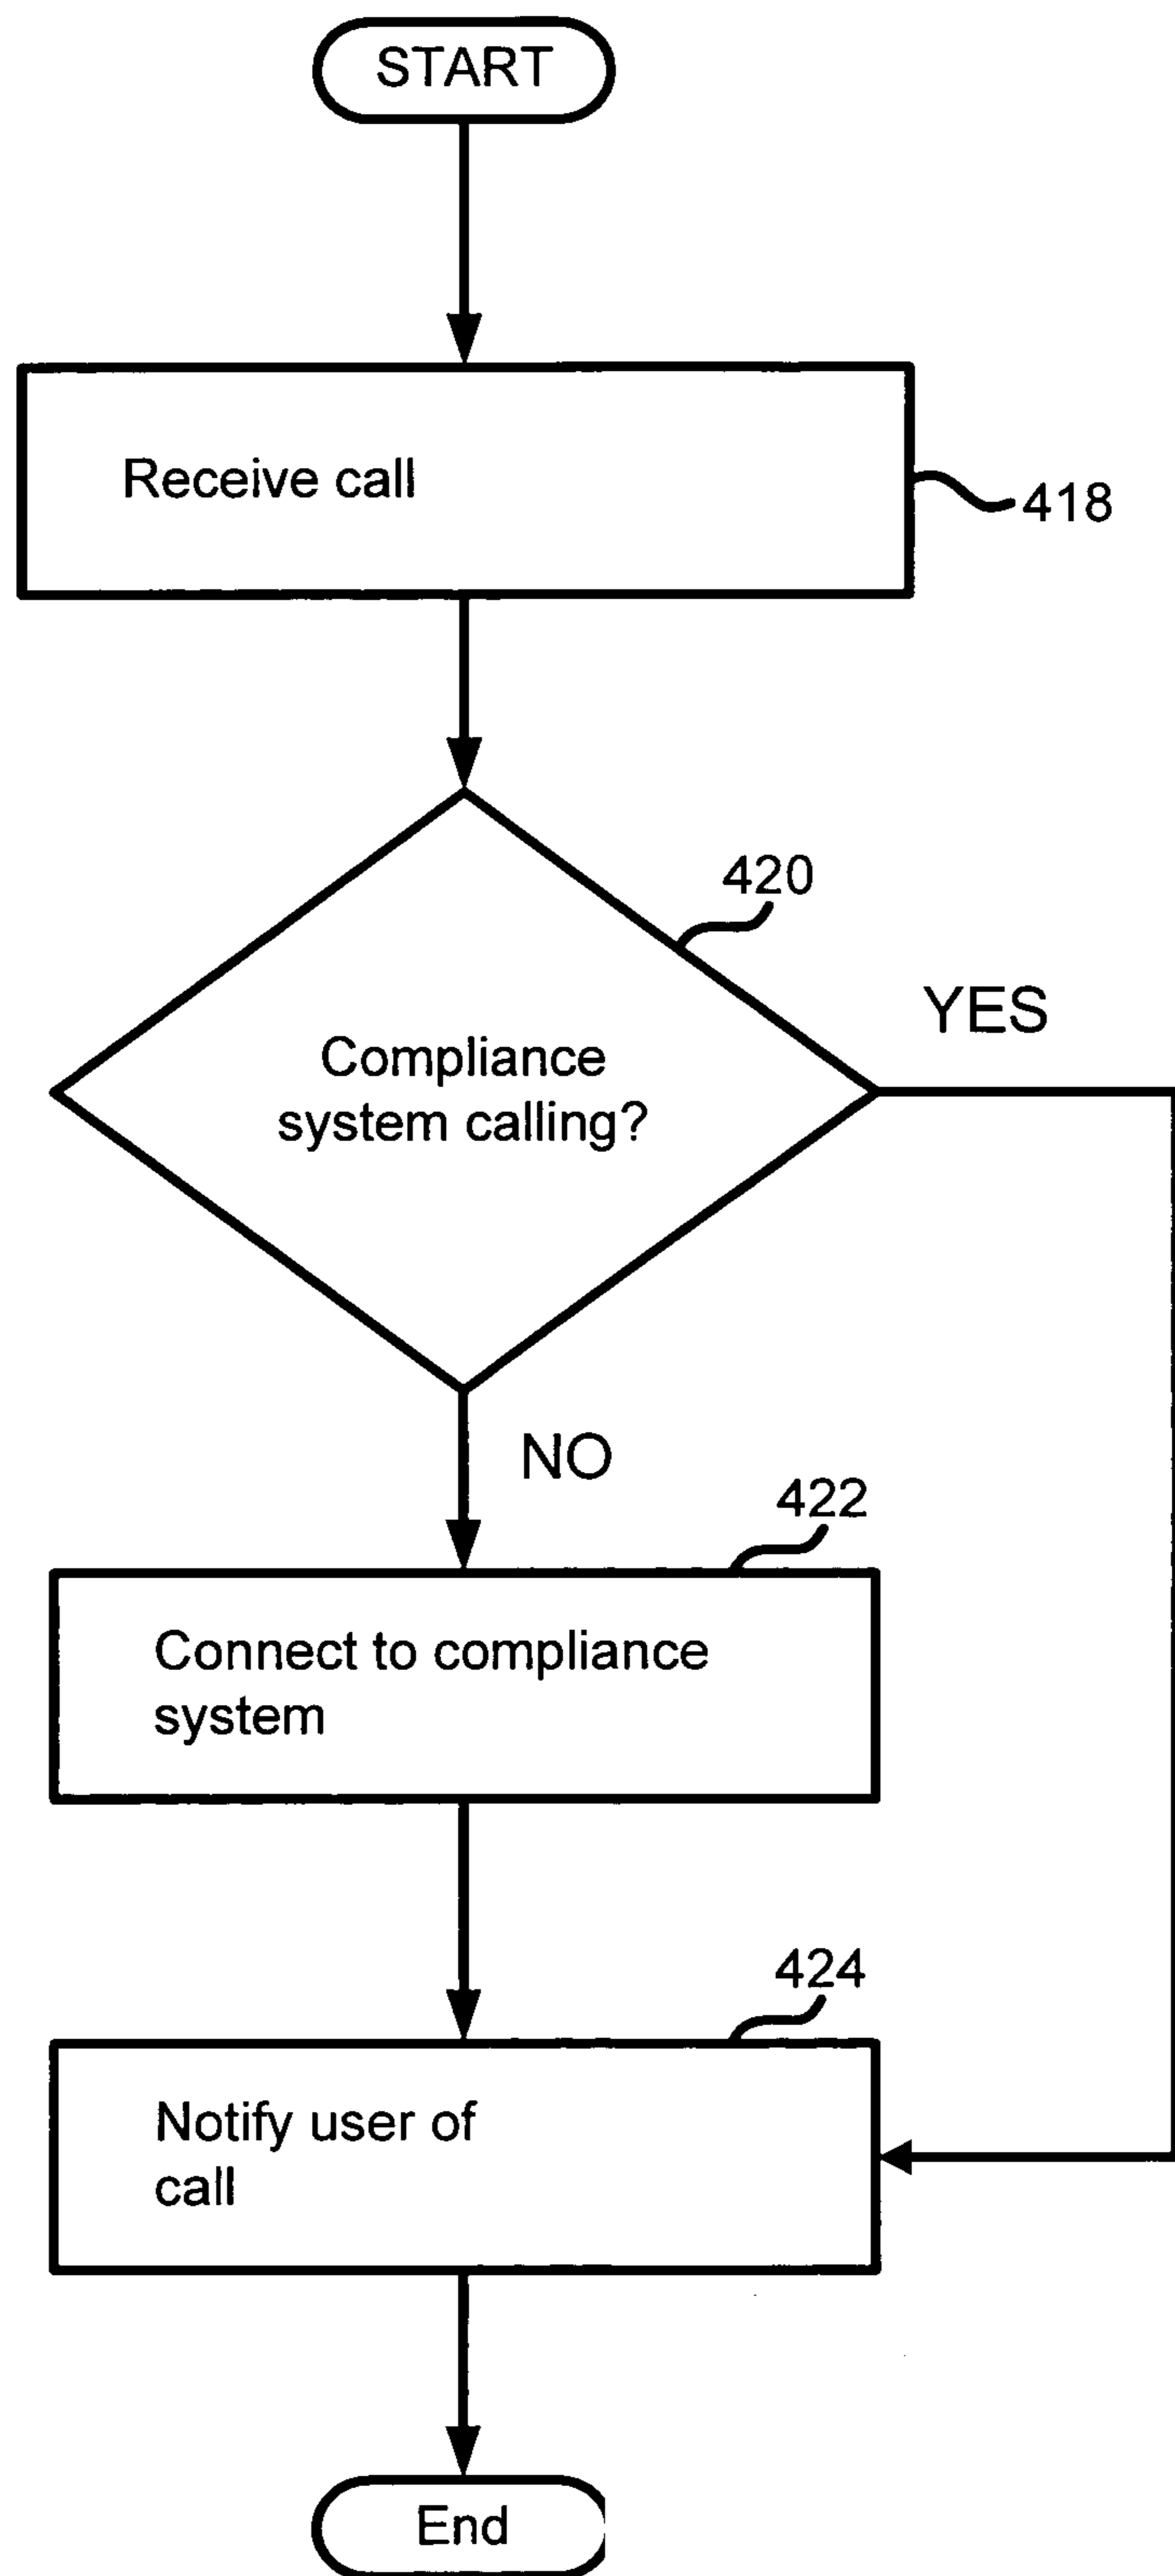 START
Receive call
418
420
YES
Compliance
system calling?
NO
422
Connect to compliance
system
424
Notify user of
call
End